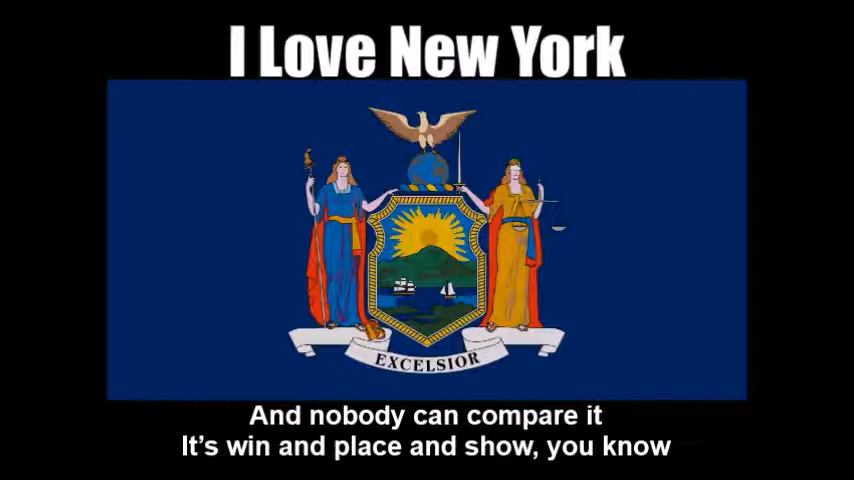 I Love New York
EXCELSIOR
And nobody can compare it
It’s win and place and show, you know